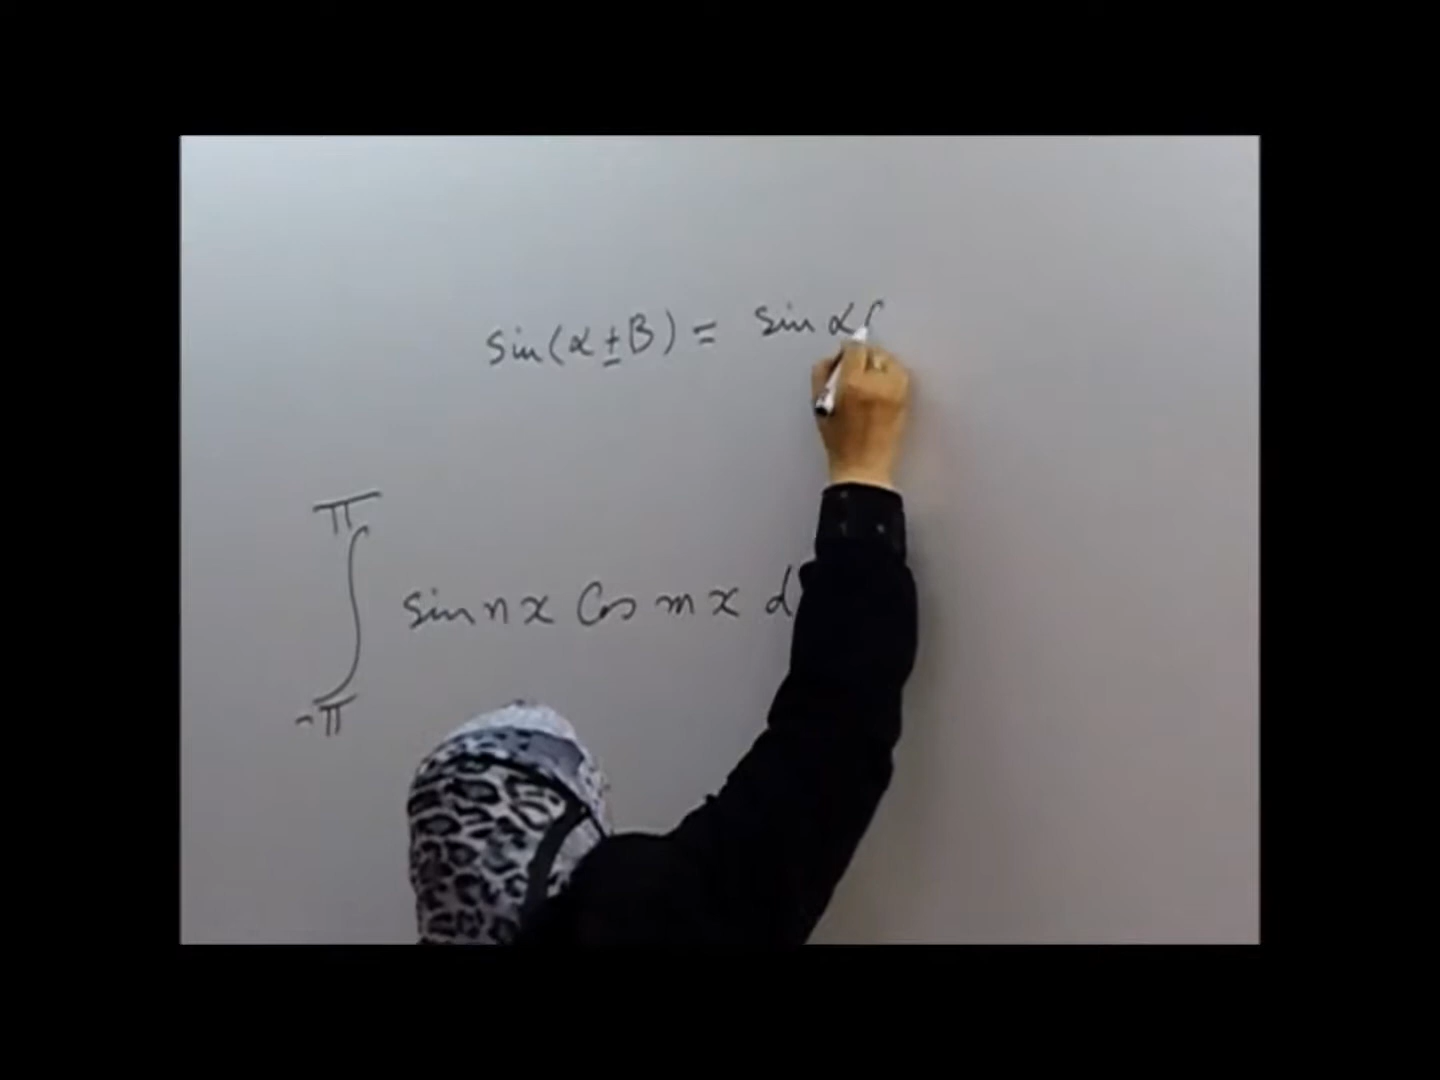 sin(α ± B) = sin α C
π
∫ sin nx Cos mx d
-π